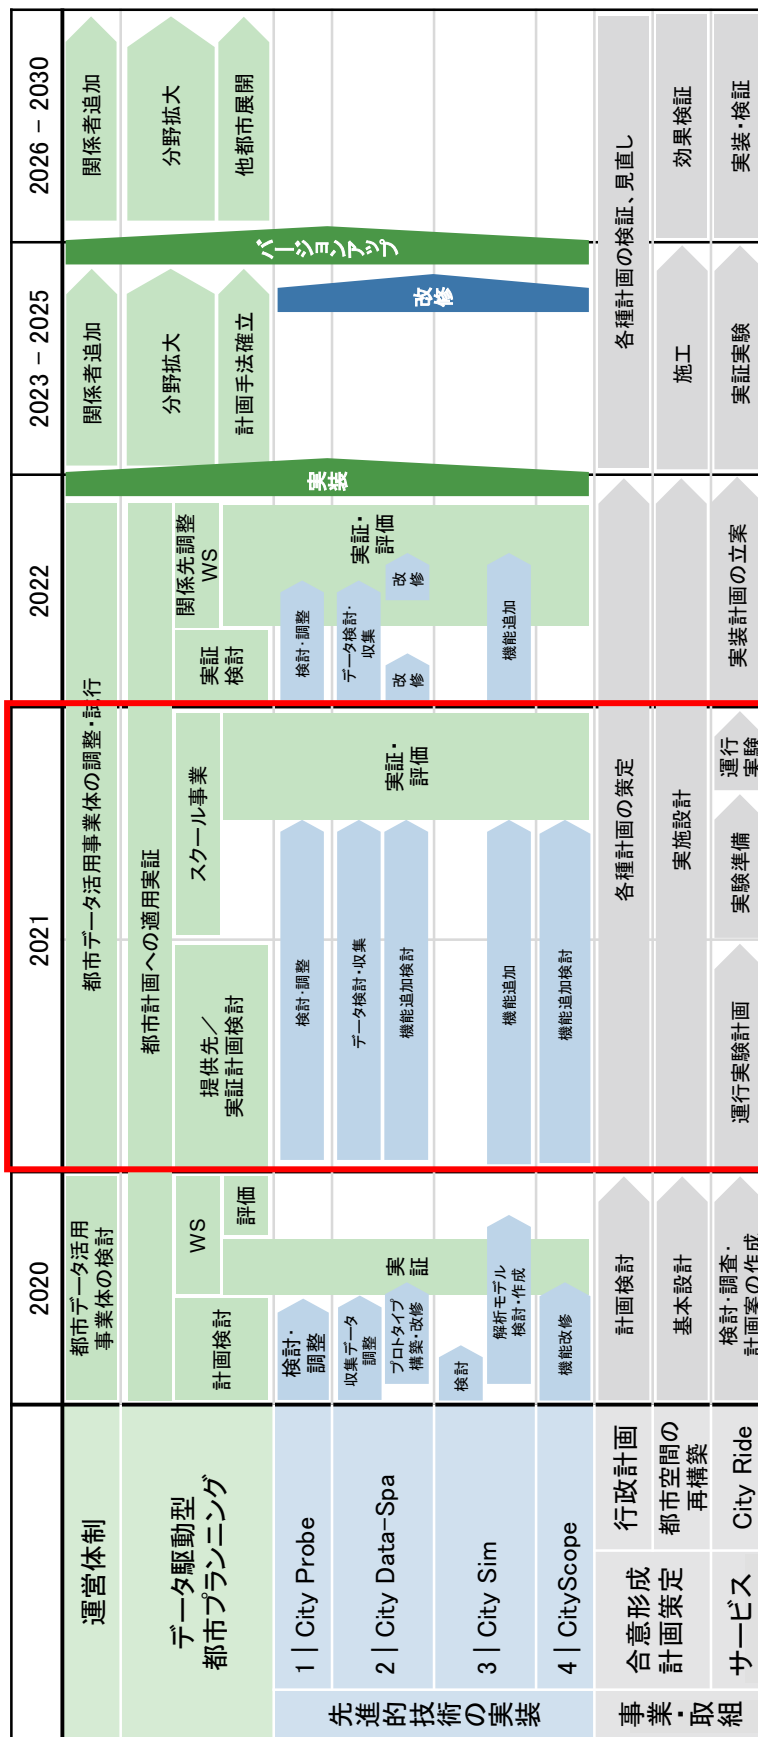 2020
2021
2022
2023 – 2025
2026 – 2030
運営体制
都市データ活用
事業体の検討
都市データ活用事業体の調整・試行
関係者追加
関係者追加
データ駆動型
都市プランニング
都市計画への適用実証
計画検討
WS
評価
実証
提供先／
実証計画検討
スクール事業
実証・
評価
実証
検討
関係先調整
WS
実証・
評価
実装
分野拡大
計画手法確立
バージョンアップ
分野拡大
他都市展開
先進的技術の実装
1 | City Probe
検討・
調整
検討・調整
検討・調整
改修
2 | City Data-Spa
収集データ
調整
プロトタイプ
構築・改修
データ検討・収集
機能追加検討
データ検討・
収集
改修
改修
3 | City Sim
検討
解析モデル
検討・作成
機能追加
機能追加
4 | CityScope
機能改修
機能追加検討
事業・取組
合意形成
計画策定
行政計画
計画検討
各種計画の策定
各種計画の検証、見直し
都市空間の
再構築
基本設計
実施設計
施工
効果検証
サービス
City Ride
検討・調査・
計画案の作成
運行実験計画
実験準備
運行
実験
実装計画の立案
実証実験
実装・検証